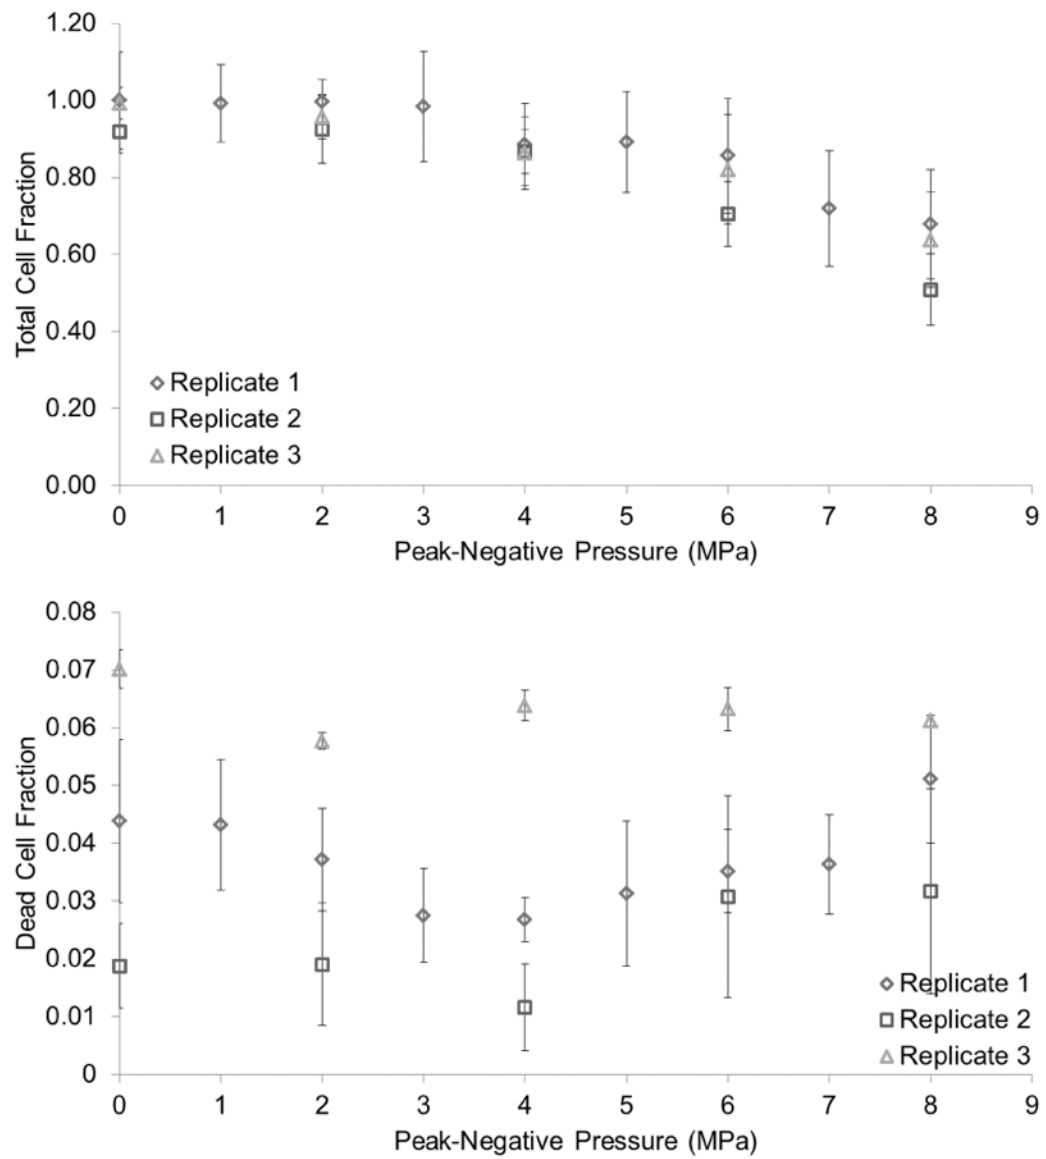 1.20
1.00
0.80
0.60
0.40
0.20
0.00
Total Cell Fraction
Replicate 1
Replicate 2
Replicate 3
0 1 2 3 4 5 6 7 8 9
Peak-Negative Pressure (MPa)
0.08
0.07
0.06
0.05
0.04
0.03
0.02
0.01
0
Dead Cell Fraction
Replicate 1
Replicate 2
Replicate 3
0 1 2 3 4 5 6 7 8 9
Peak-Negative Pressure (MPa)